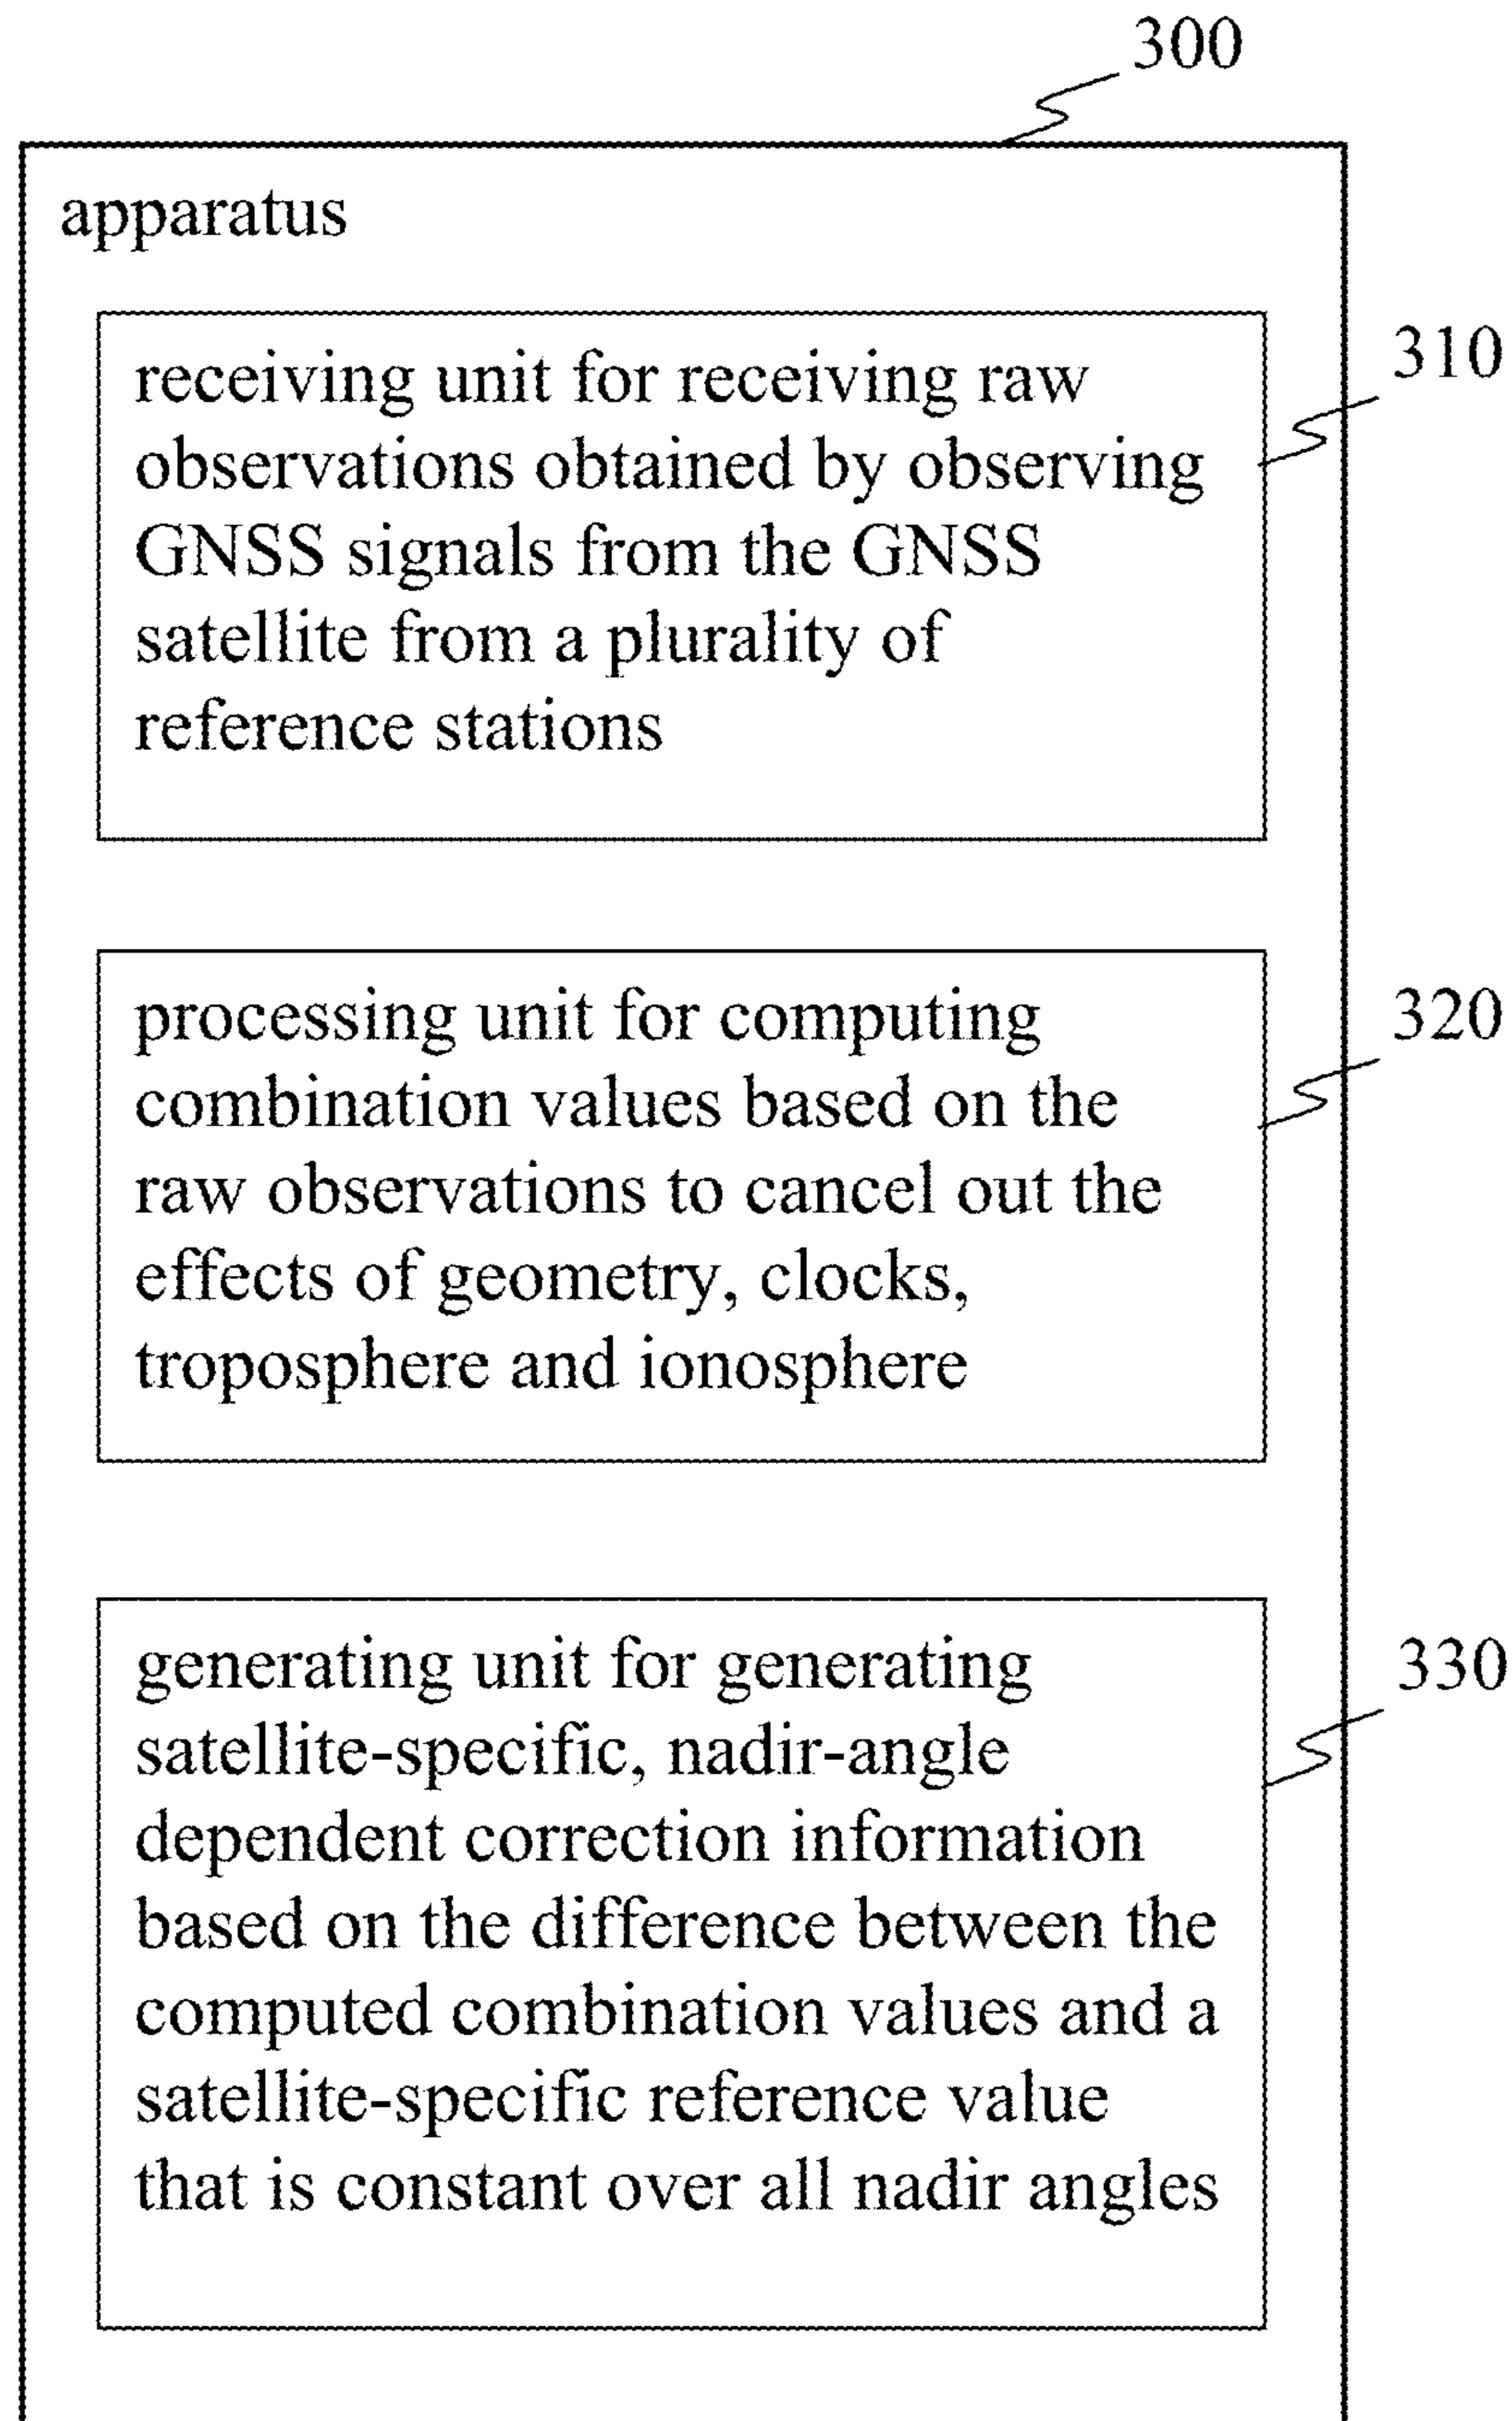 300
apparatus
receiving unit for receiving raw
observations obtained by observing
GNSS signals from the GNSS
satellite from a plurality of
reference stations
310
processing unit for computing
combination values based on the
raw observations to cancel out the
effects of geometry, clocks,
troposphere and ionosphere
320
generating unit for generating
satellite-specific, nadir-angle
dependent correction information
based on the difference between the
computed combination values and a
satellite-specific reference value
that is constant over all nadir angles
330